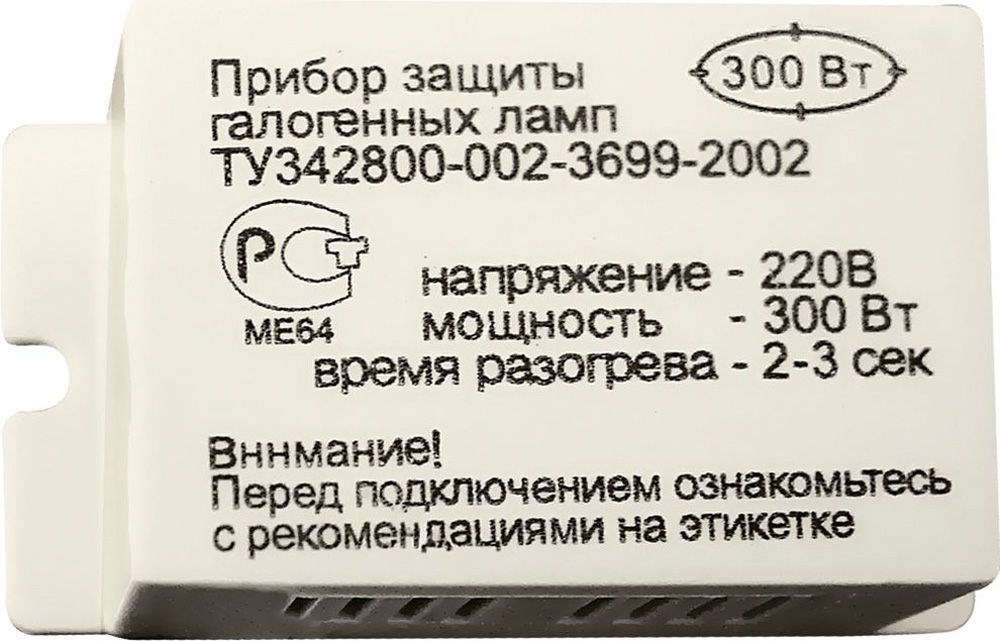 Прибор защиты
300 Вт
галогенных ламп
ТУ342800-002-3699-2002
РС
МЕ64
напряжение - 220В
мощность - 300 Вт
время разогрева - 2-3 сек
Вннмание!
Перед подключением ознакомьтесь
с рекомендациями на этикетке